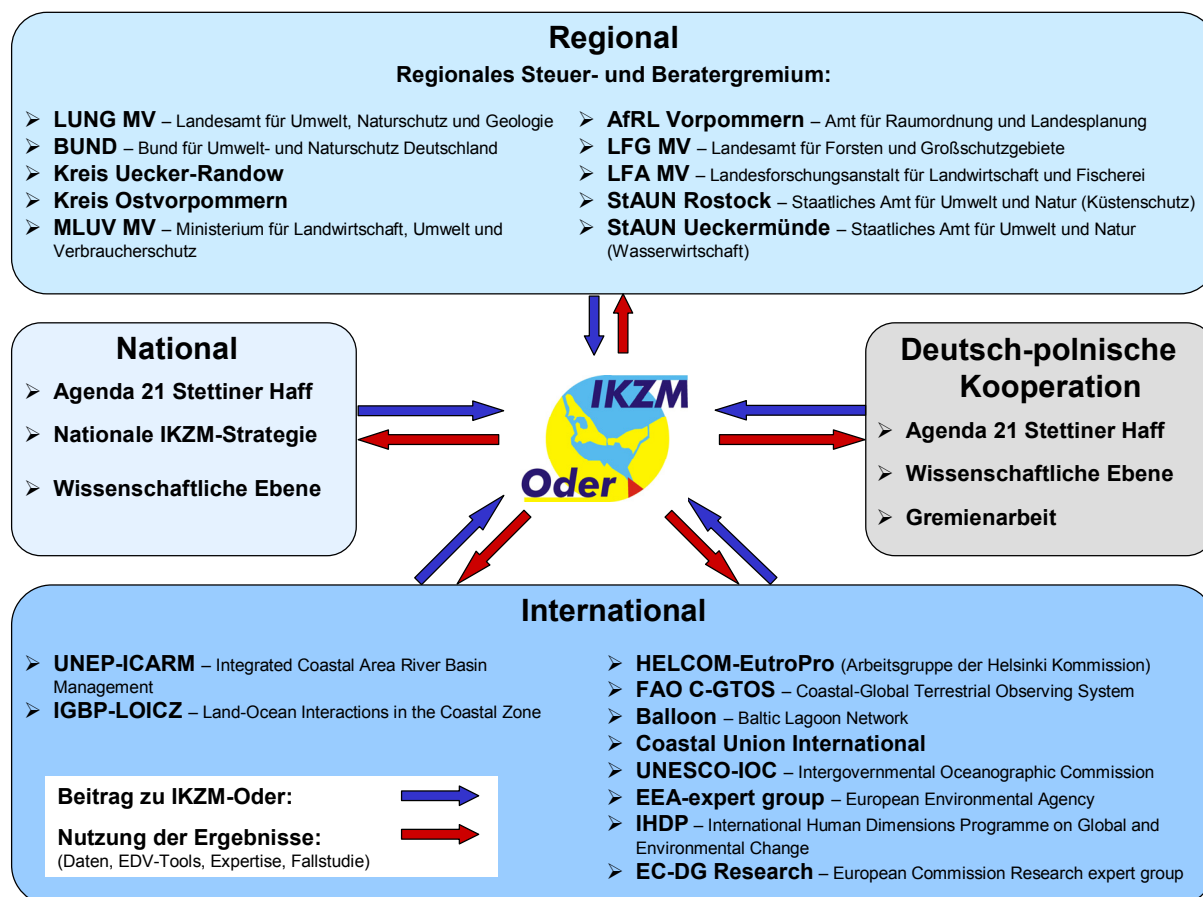 Regional
Regionales Steuer- und Beratergremium:
➢ LUNG MV – Landesamt für Umwelt, Naturschutz und Geologie
➢ BUND – Bund für Umwelt- und Naturschutz Deutschland
➢ Kreis Uecker-Randow
➢ Kreis Ostvorpommern
➢ MLUV MV – Ministerium für Landwirtschaft, Umwelt und
Verbraucherschutz
➢ AfRL Vorpommern – Amt für Raumordnung und Landesplanung
➢ LFG MV – Landesamt für Forsten und Großschutzgebiete
➢ LFA MV – Landesforschungsanstalt für Landwirtschaft und Fischerei
➢ StAUN Rostock – Staatliches Amt für Umwelt und Natur (Küstenschutz)
➢ StAUN Ueckermünde – Staatliches Amt für Umwelt und Natur
(Wasserwirtschaft)
National
➢ Agenda 21 Stettiner Haff
➢ Nationale IKZM-Strategie
➢ Wissenschaftliche Ebene
IKZM
Oder
Deutsch-polnische
Kooperation
➢ Agenda 21 Stettiner Haff
➢ Wissenschaftliche Ebene
➢ Gremienarbeit
International
➢ UNEP-ICARM – Integrated Coastal Area River Basin
Management
➢ IGBP-LOICZ – Land-Ocean Interactions in the Coastal Zone
➢ HELCOM-EutroPro (Arbeitsgruppe der Helsinki Kommission)
➢ FAO C-GTOS – Coastal-Global Terrestrial Observing System
➢ Balloon – Baltic Lagoon Network
➢ Coastal Union International
➢ UNESCO-IOC – Intergovernmental Oceanographic Commission
➢ EEA-expert group – European Environmental Agency
➢ IHDP – International Human Dimensions Programme on Global and
Environmental Change
➢ EC-DG Research – European Commission Research expert group
Beitrag zu IKZM-Oder:
Nutzung der Ergebnisse:
(Daten, EDV-Tools, Expertise, Fallstudie)